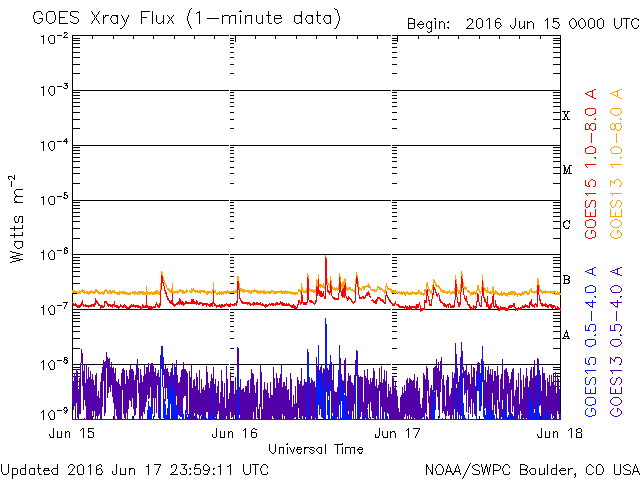 GOES Xray Flux (1-minute data)
Begin: 2016 Jun 15 0000 UTC
10⁻²
10⁻³
10⁻⁴
10⁻⁵
10⁻⁶
10⁻⁷
10⁻⁸
10⁻⁹
Watts m⁻²
X
M
C
B
A
GOES15 1.0-8.0 A
GOES13 1.0-8.0 A
GOES15 0.5-4.0 A
GOES13 0.5-4.0 A
Jun 15
Jun 16
Jun 17
Jun 18
Universal Time
Updated 2016 Jun 17 23:59:11 UTC
NOAA/SWPC Boulder, CO USA